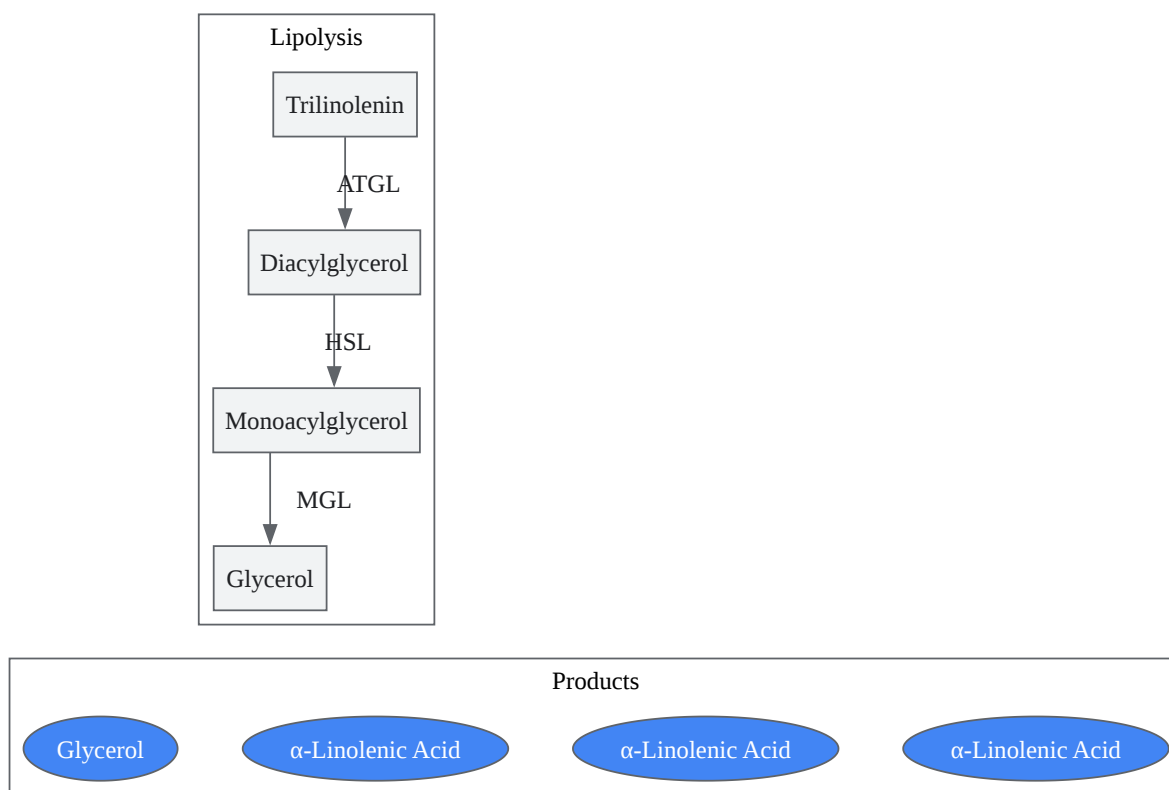 Lipolysis
Trilinolenin
ATGL
Diacylglycerol
HSL
Monoacylglycerol
MGL
Glycerol
Products
Glycerol
α-Linolenic Acid
α-Linolenic Acid
α-Linolenic Acid